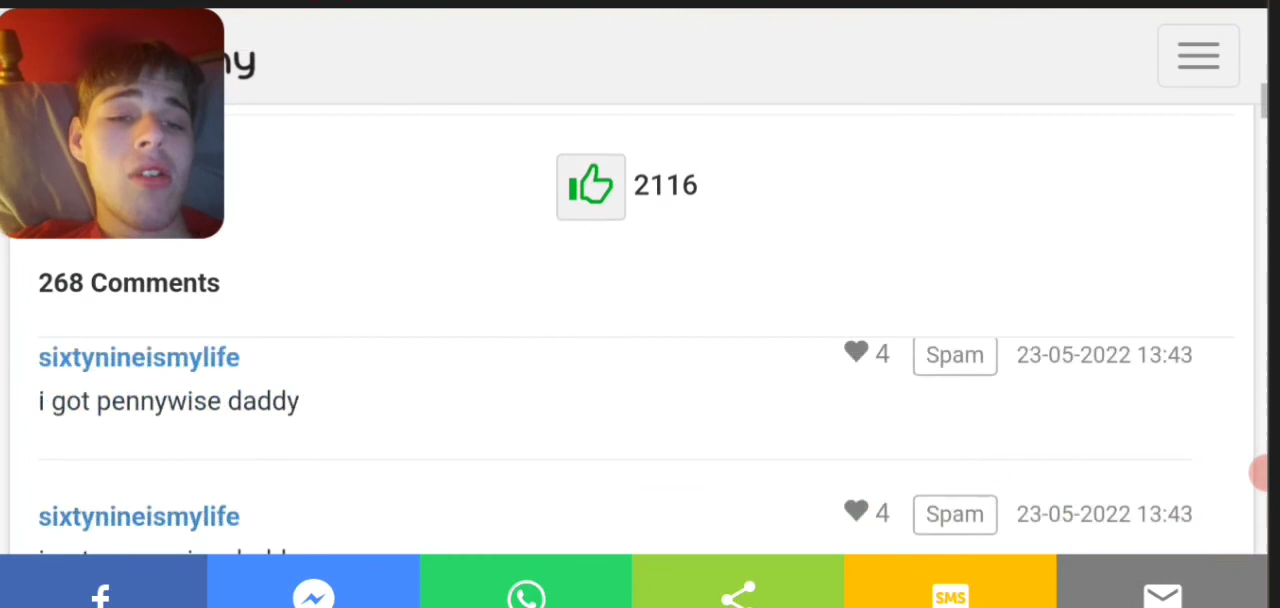 2116
268 Comments
sixtynineismylife 4 Spam 23-05-2022 13:43
i got pennywise daddy
sixtynineismylife 4 Spam 23-05-2022 13:43
SMS